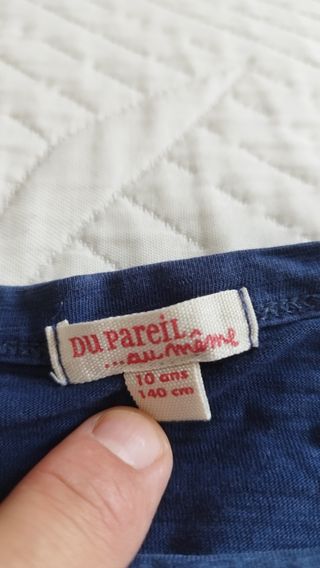 DU PAREIL
...au même
10 ans
140 cm